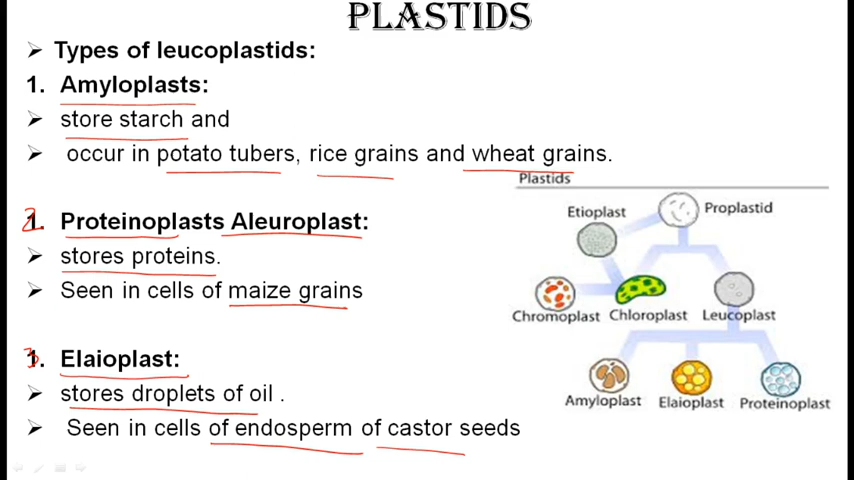 PLASTIDS
➢ Types of leucoplastids:
1. Amyloplasts:
➢ store starch and
➢ occur in potato tubers, rice grains and wheat grains.
1. Proteinoplasts Aleuroplast:
2
➢ stores proteins.
➢ Seen in cells of maize grains
1. Elaioplast:
3
➢ stores droplets of oil .
➢ Seen in cells of endosperm of castor seeds
Plastids
Etioplast
Proplastid
Chromoplast
Chloroplast
Leucoplast
Amyloplast
Elaioplast
Proteinoplast